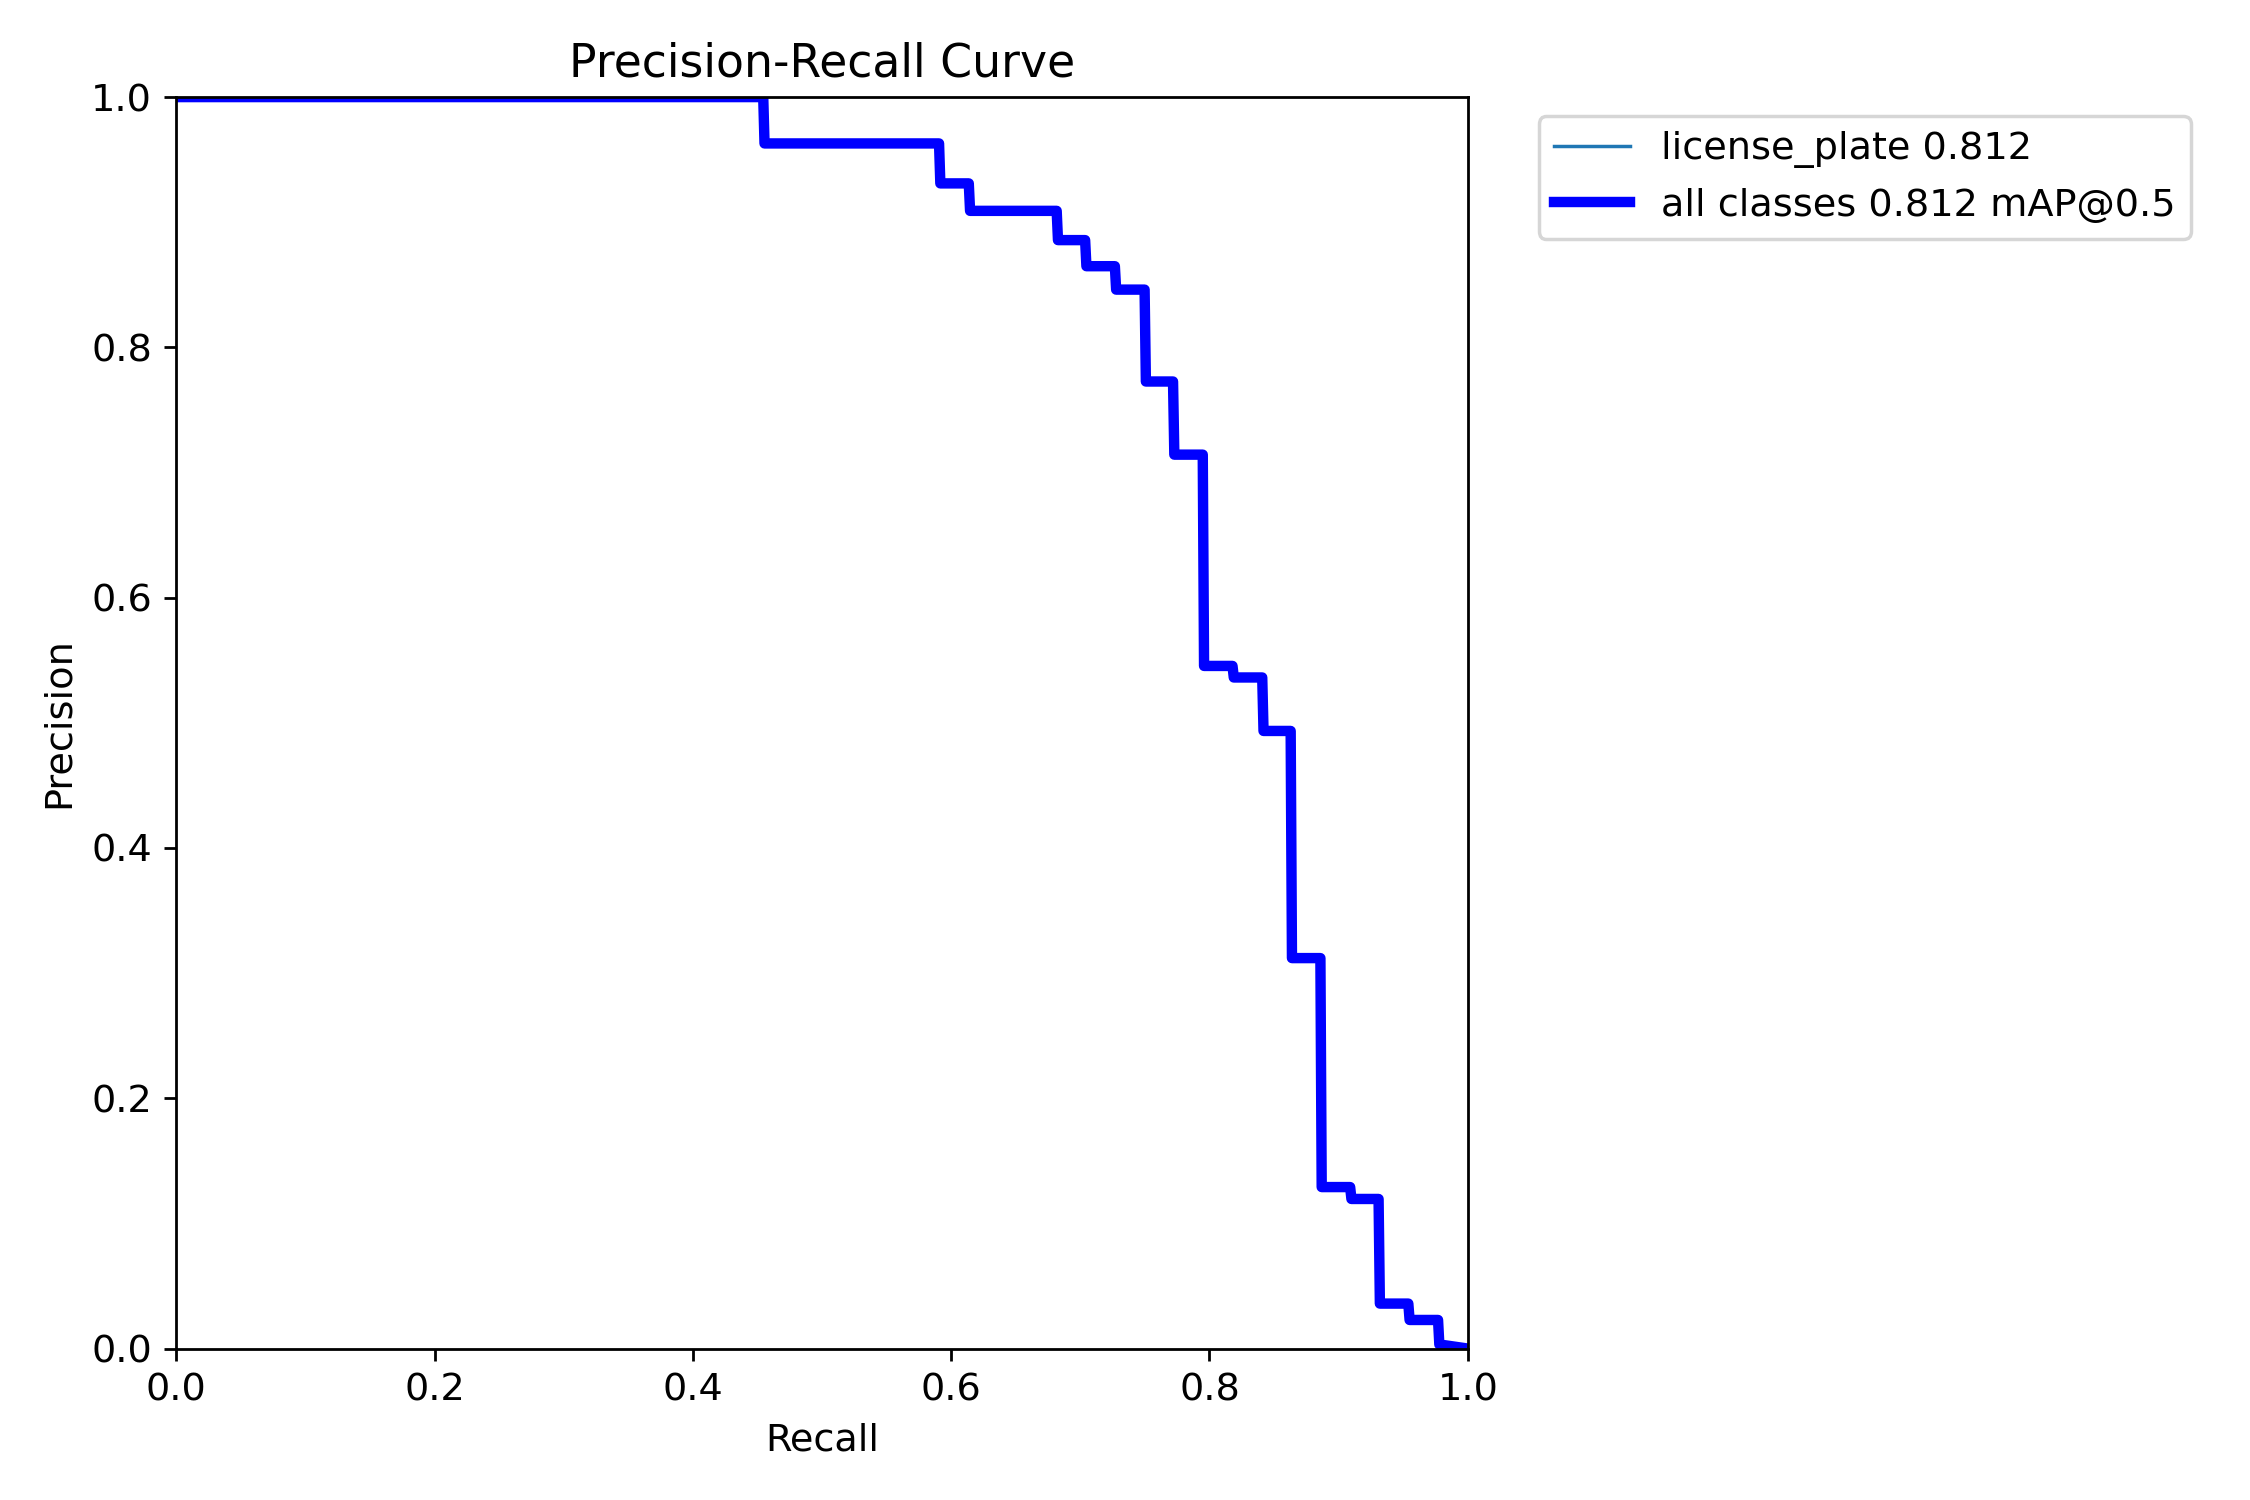 Precision-Recall Curve
1.0
0.8
0.6
0.4
0.2
0.0
Precision
0.0 0.2 0.4 0.6 0.8 1.0
Recall
license_plate 0.812
all classes 0.812 mAP@0.5